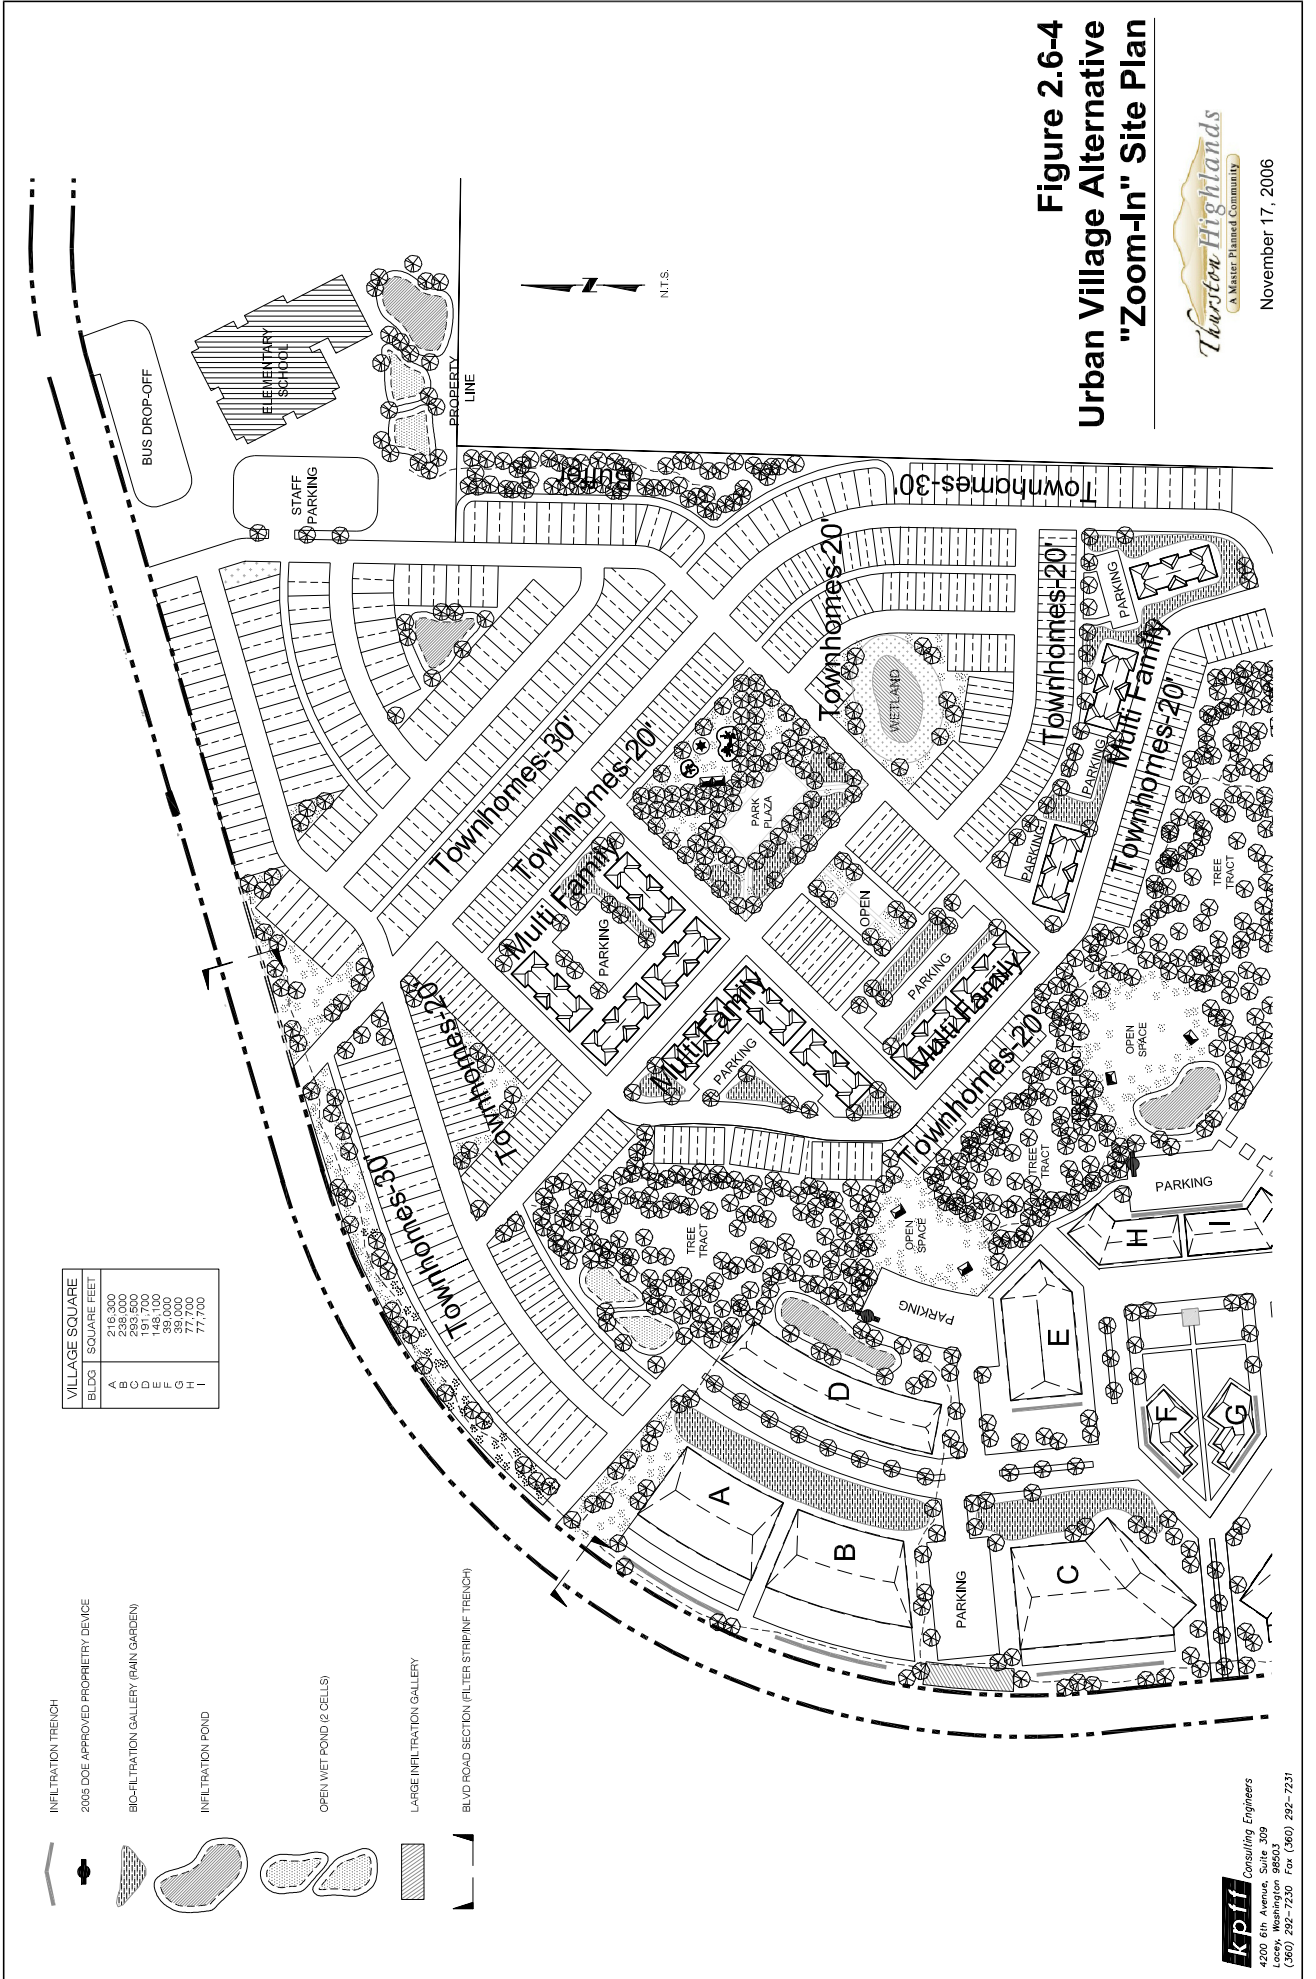 Figure 2.6-4
Urban Village Alternative
"Zoom-In" Site Plan
Thurston Highlands
A Master Planned Community
November 17, 2006
VILLAGE SQUARE
BLDG SQUARE FEET
A 216,300
B 238,000
C 293,500
D 191,700
E 148,100
F 39,000
G 39,000
H 77,700
I 77,700
INFILTRATION TRENCH
2005 DOE APPROVED PROPRIETRY DEVICE
BIO-FILTRATION GALLERY (RAIN GARDEN)
INFILTRATION POND
OPEN WET POND (2 CELLS)
LARGE INFILTRATION GALLERY
BLVD ROAD SECTION (FILTER STRIP/INF TRENCH)
BUS DROP-OFF
ELEMENTARY
SCHOOL
STAFF
PARKING
PROPERTY
LINE
N
N.T.S.
Buffer
Townhomes-30'
Townhomes-30'
Townhomes-20'
Townhomes-20'
Townhomes-20'
Multi Family
PARKING
PARK
PLAZA
WETLAND
PARKING
Multi Family
PARKING
PARKING
Townhomes-20'
Townhomes-20'
Townhomes-30'
Multi Family
PARKING
OPEN
PARKING
Multi Family
Townhomes-20'
TREE
TRACT
OPEN
SPACE
TREE
TRACT
TREE
TRACT
OPEN
SPACE
PARKING
PARKING
PARKING
A
B
C
D
E
F
G
H
I
kpff Consulting Engineers
4200 6th Avenue, Suite 309
Lacey, Washington 98503
(360) 292-7230 Fax (360) 292-7231